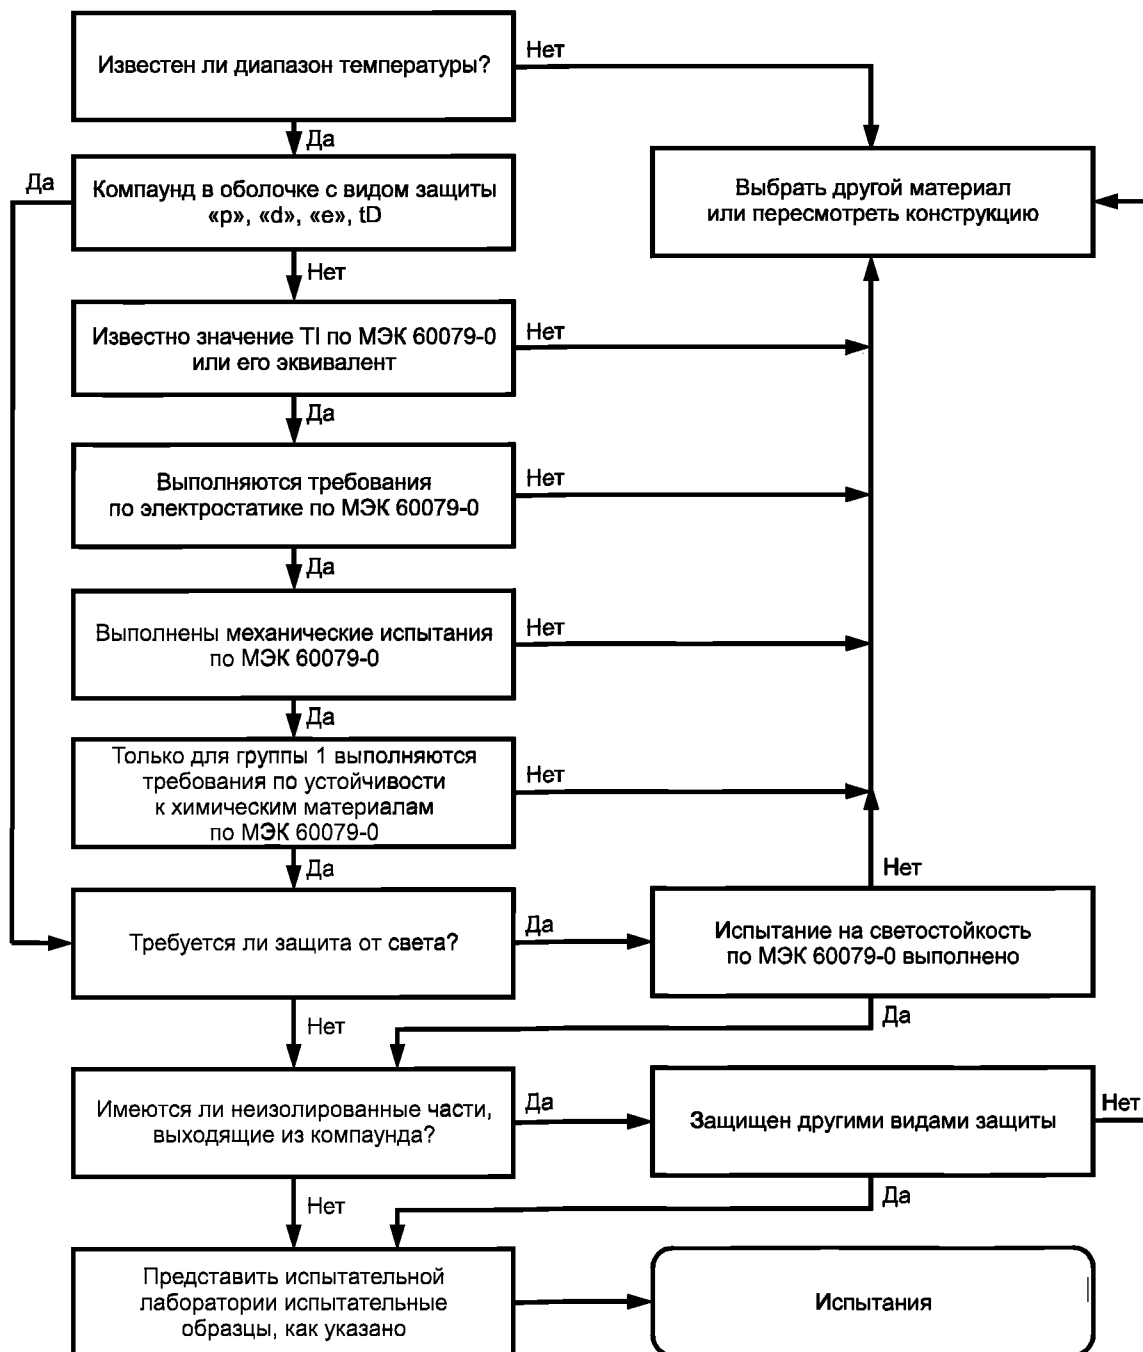 Известен ли диапазон температуры?
Нет
Да
Да
Компаунд в оболочке с видом защиты
«p», «d», «e», tD
Выбрать другой материал
или пересмотреть конструкцию
Нет
Известно значение TI по МЭК 60079-0
или его эквивалент
Нет
Да
Выполняются требования
по электростатике по МЭК 60079-0
Нет
Да
Выполнены механические испытания
по МЭК 60079-0
Нет
Да
Только для группы 1 выполняются
требования по устойчивости
к химическим материалам
по МЭК 60079-0
Нет
Да
Нет
Требуется ли защита от света?
Да
Испытание на светостойкость
по МЭК 60079-0 выполнено
Нет
Да
Имеются ли неизолированные части,
выходящие из компаунда?
Да
Защищен другими видами защиты
Нет
Нет
Да
Представить испытательной
лаборатории испытательные
образцы, как указано
Испытания